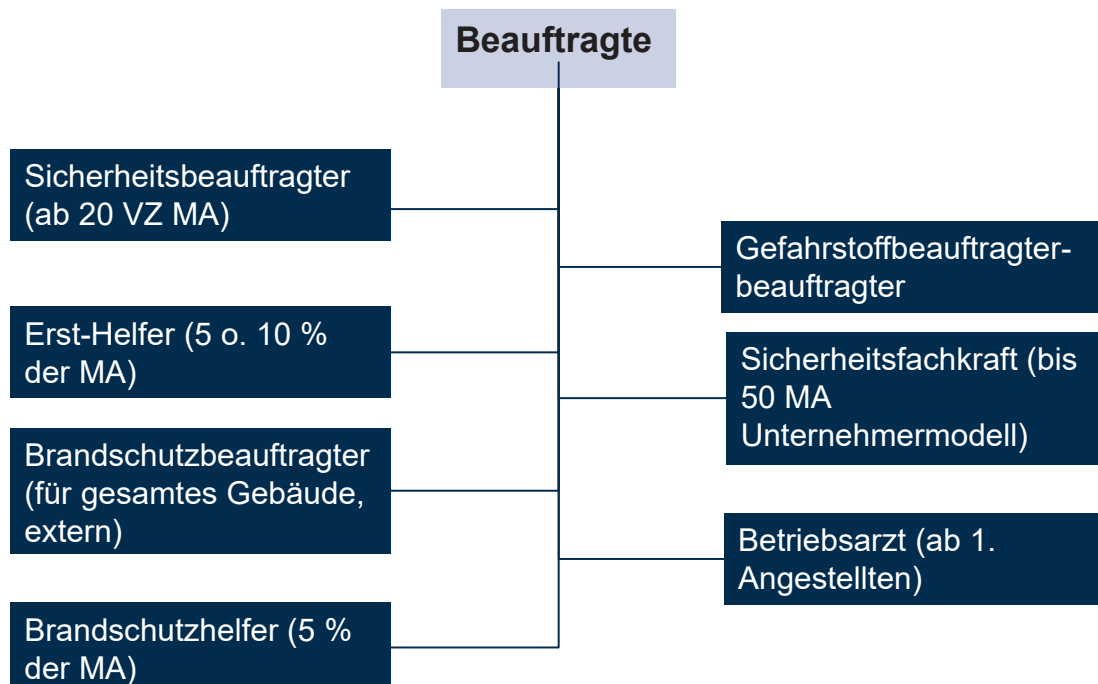 Beauftragte
Sicherheitsbeauftragter
(ab 20 VZ MA)
Erst-Helfer (5 o. 10 %
der MA)
Brandschutzbeauftragter
(für gesamtes Gebäude,
extern)
Brandschutzhelfer (5 %
der MA)
Gefahrstoffbeauftragter-
beauftragter
Sicherheitsfachkraft (bis
50 MA
Unternehmermodell)
Betriebsarzt (ab 1.
Angestellten)